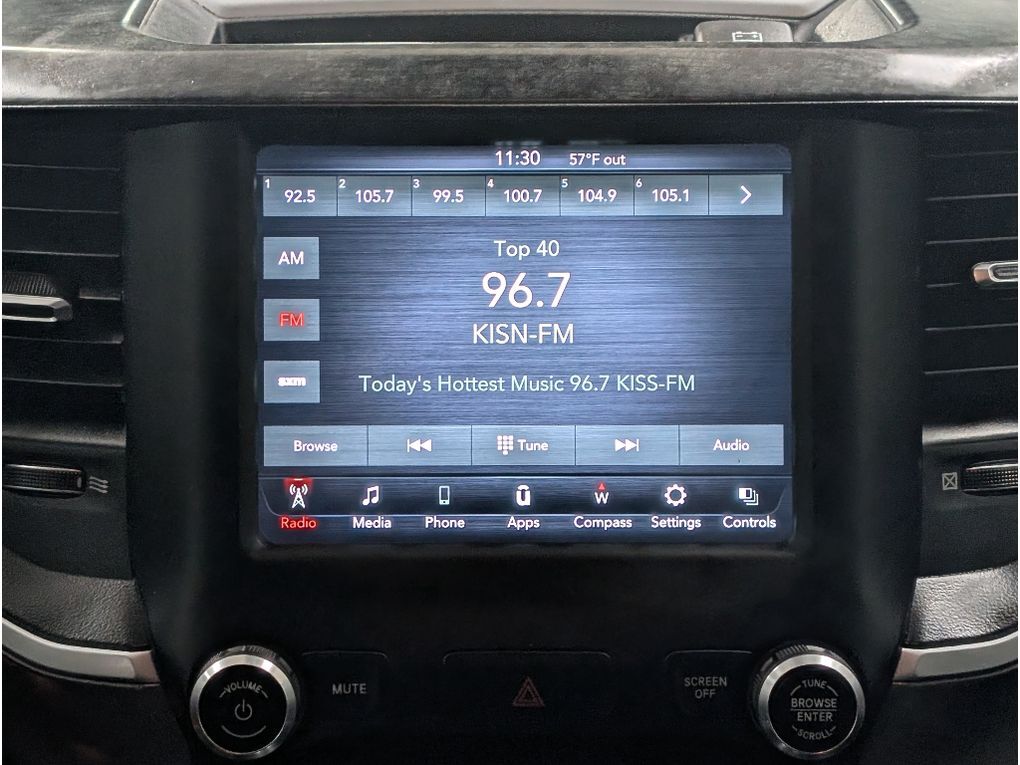 11:30 57°F out
1 92.5 2 105.7 3 99.5 4 100.7 5 104.9 6 105.1
AM
Top 40
96.7
FM
KISN-FM
sxm
Today's Hottest Music 96.7 KISS-FM
Browse Tune Audio
W
Radio Media Phone Apps Compass Settings Controls
VOLUME
MUTE
SCREEN
OFF
TUNE
BROWSE
ENTER
SCROLL